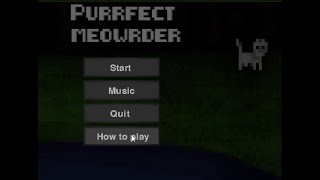 PURRFECT
MEOWRDER
Start
Music
Quit
How to play